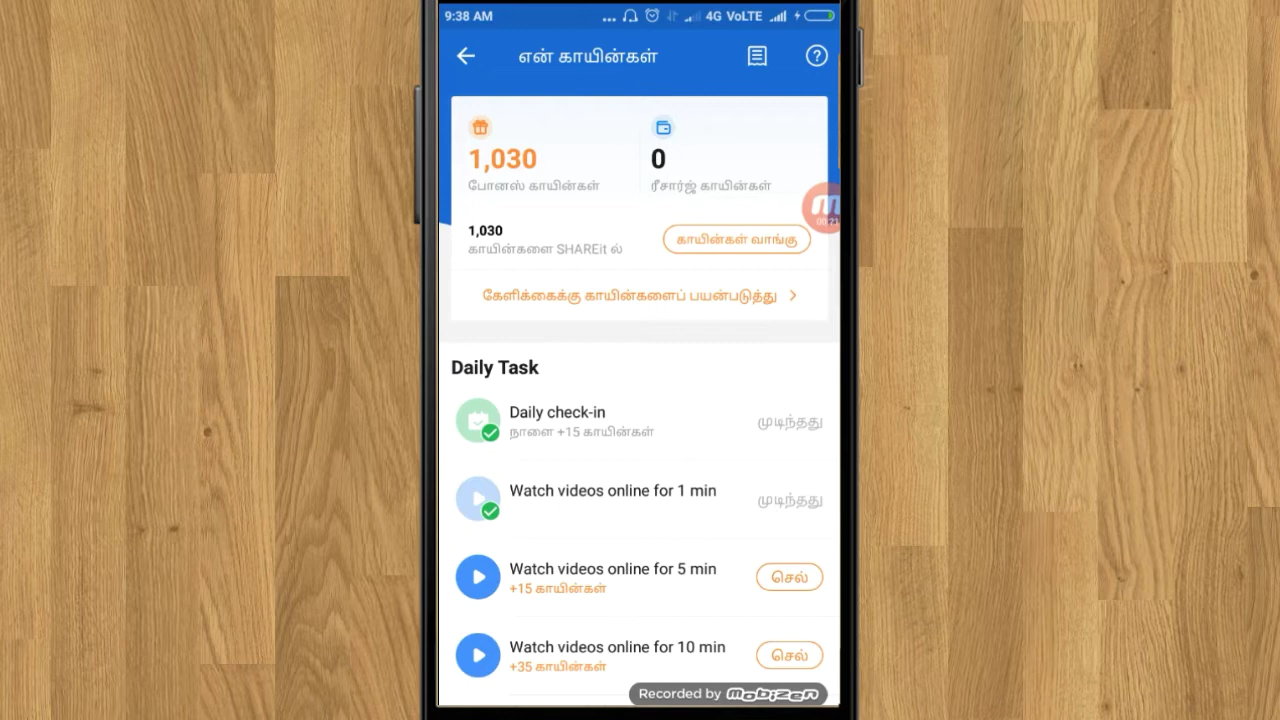 9:38 AM ... 4G VoLTE
என் காயின்கள்
1,030 0
போனஸ் காயின்கள் ரீசார்ஜ் காயின்கள்
00:21
1,030
காயின்களை SHAREit ல் காயின்கள் வாங்கு
கேளிக்கைக்கு காயின்களைப் பயன்படுத்து
Daily Task
Daily check-in
நாளை +15 காயின்கள் முடிந்தது
Watch videos online for 1 min முடிந்தது
Watch videos online for 5 min
+15 காயின்கள் செல்
Watch videos online for 10 min
+35 காயின்கள் செல்
Recorded by mobizen